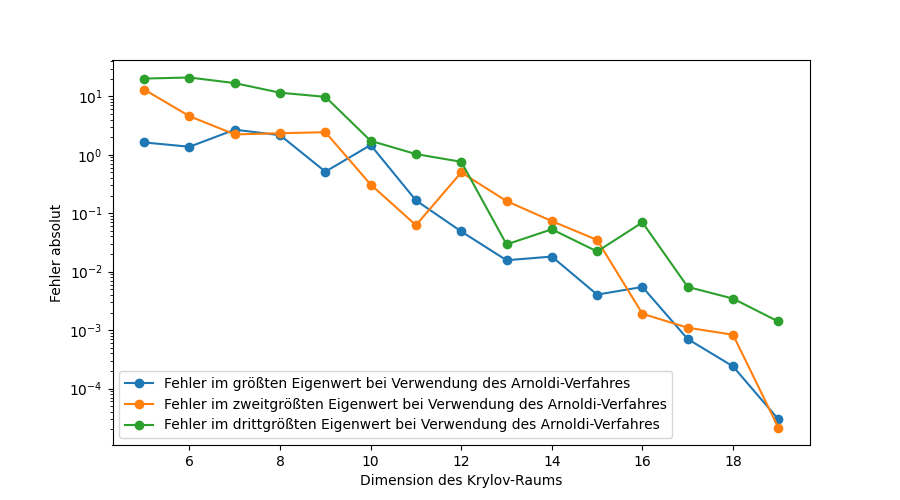 Fehler absolut
10¹
10⁰
10⁻¹
10⁻²
10⁻³
10⁻⁴
Fehler im größten Eigenwert bei Verwendung des Arnoldi-Verfahres
Fehler im zweitgrößten Eigenwert bei Verwendung des Arnoldi-Verfahres
Fehler im drittgrößten Eigenwert bei Verwendung des Arnoldi-Verfahres
6 8 10 12 14 16 18
Dimension des Krylov-Raums